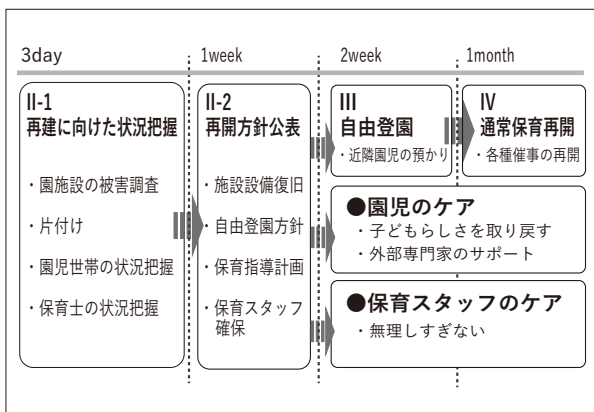 3day
1week
2week
1month
II-1
再建に向けた状況把握
・園施設の被害調査
・片付け
・園児世帯の状況把握
・保育士の状況把握
II-2
再開方針公表
・施設設備復旧
・自由登園方針
・保育指導計画
・保育スタッフ
確保
III
自由登園
・近隣園児の預かり
IV
通常保育再開
・各種催事の再開
●園児のケア
・子どもらしさを取り戻す
・外部専門家のサポート
●保育スタッフのケア
・無理しすぎない